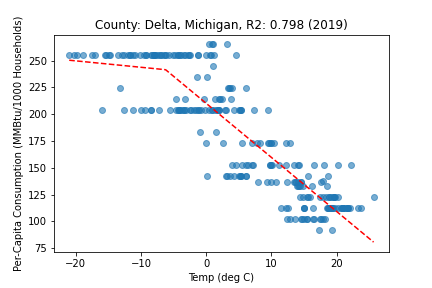 County: Delta, Michigan, R2: 0.798 (2019)
Per-Capita Consumption (MMBtu/1000 Households)
250
225
200
175
150
125
100
75
−20 −10 0 10 20
Temp (deg C)